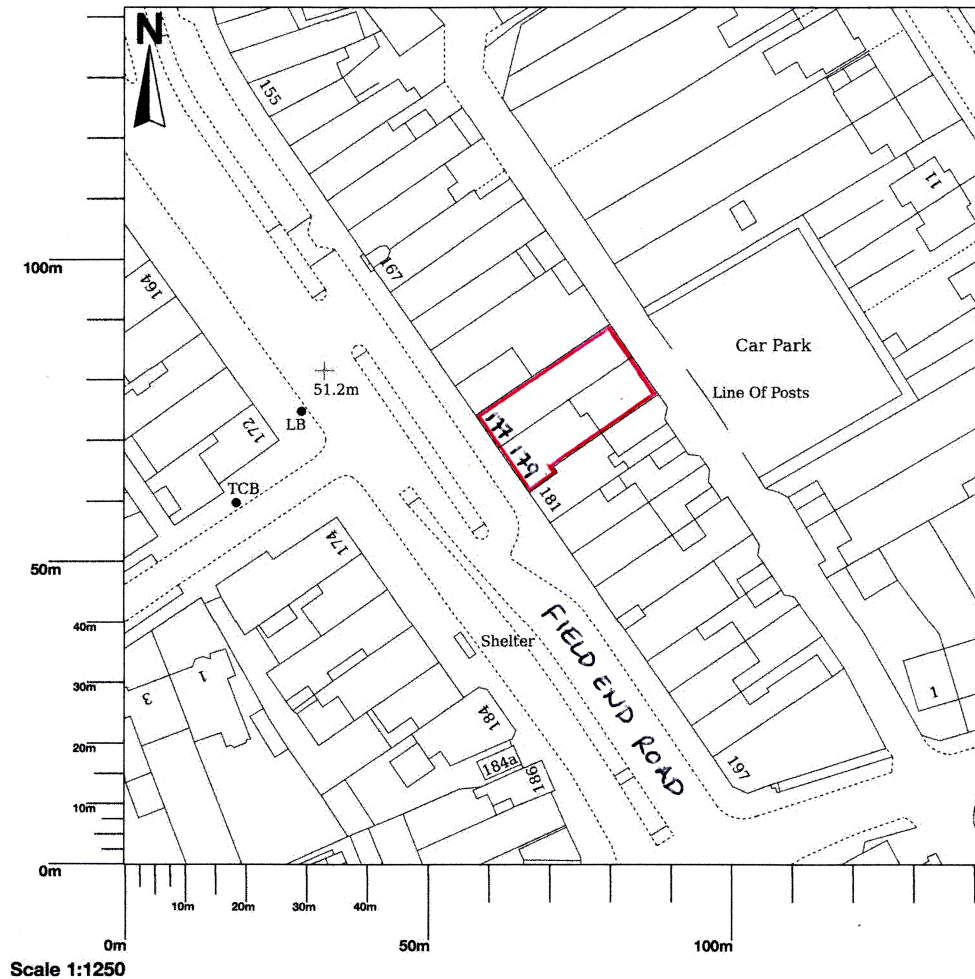 N
155
11
167
100m
164
Car Park
51.2m
Line Of Posts
LB
177
172
179
181
TCB
174
50m
40m
FIELD END ROAD
Shelter
30m
1
3
1
184
20m
184a
186
197
10m
0m
10m
20m
30m
40m
0m
50m
100m
Scale 1:1250